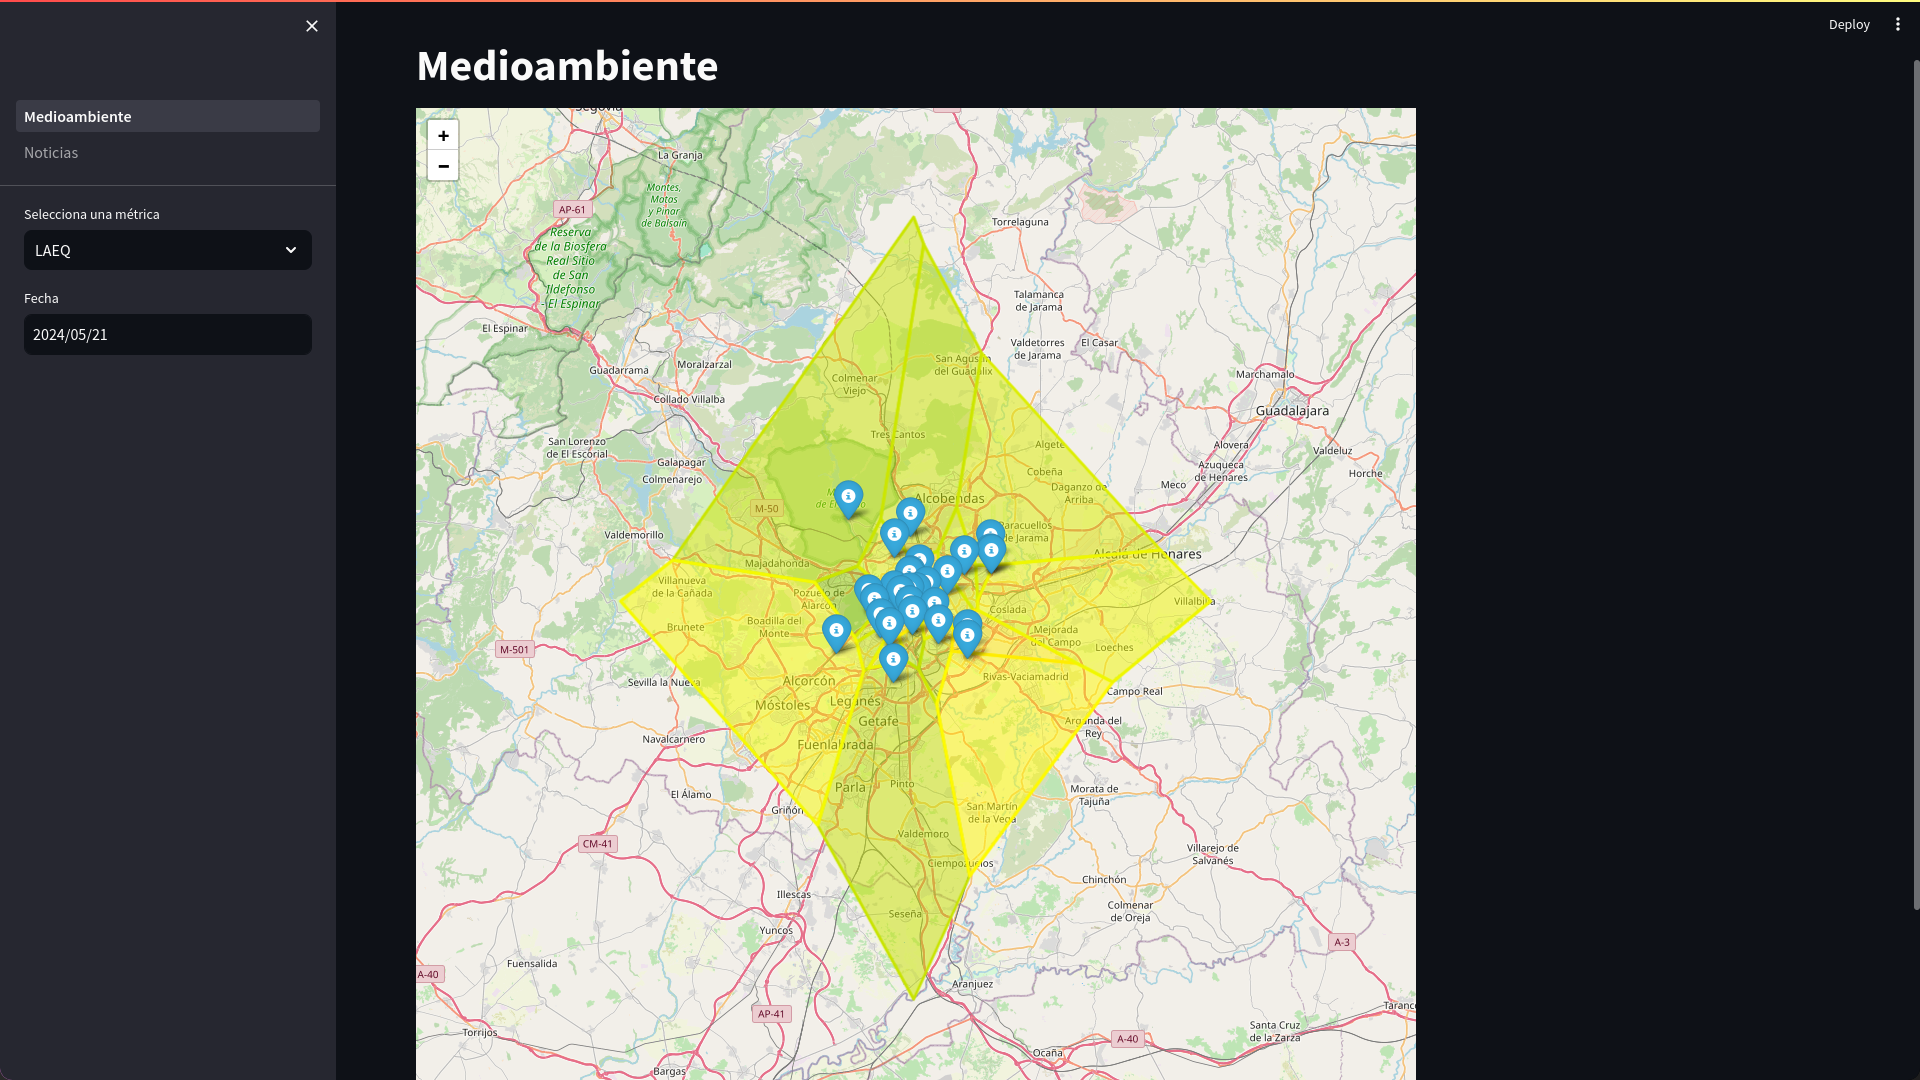 Deploy
Medioambiente
Noticias
Selecciona una métrica
LAEQ
Fecha
2024/05/21
Medioambiente
+
−
Segovia
La Granja
Montes,
Matas
y Pinar
de Balsaín
AP-61
Reserva
de la Biosfera
Real Sitio
de San
Ildefonso
- El Espinar
Torrelaguna
Talamanca
de Jarama
El Espinar
Valdetorres
de Jarama
El Casar
San Agustín
del Guadalix
Moralzarzal
Guadarrama
Colmenar
Viejo
Marchamalo
Collado Villalba
Guadalajara
Tres Cantos
San Lorenzo
de El Escorial
Algete
Alovera
Valdeluz
Galapagar
Cobeña
Azuqueca
de Henares
Horche
Colmenarejo
Daganzo de
Arriba
Meco
Alcobendas
M-50
Paracuellos
de Jarama
Valdemorillo
Alcalá de Henares
Majadahonda
Villanueva
de la Cañada
Pozuelo de
Alarcón
Villalbilla
Coslada
Brunete
Boadilla del
Monte
Mejorada
del Campo
Loeches
M-501
Rivas-Vaciamadrid
Sevilla la Nueva
Alcorcón
Campo Real
Móstoles
Leganés
Getafe
Arganda del
Rey
Navalcarnero
Fuenlabrada
Parla
Pinto
El Álamo
Morata de
Tajuña
Griñón
San Martín
de la Vega
Valdemoro
CM-41
Villarejo de
Salvanés
Ciempozuelos
Chinchón
Illescas
Colmenar
de Oreja
Seseña
Yuncos
A-3
Fuensalida
A-40
Aranjuez
AP-41
Torrijos
Santa Cruz
de la Zarza
A-40
Ocaña
Bargas